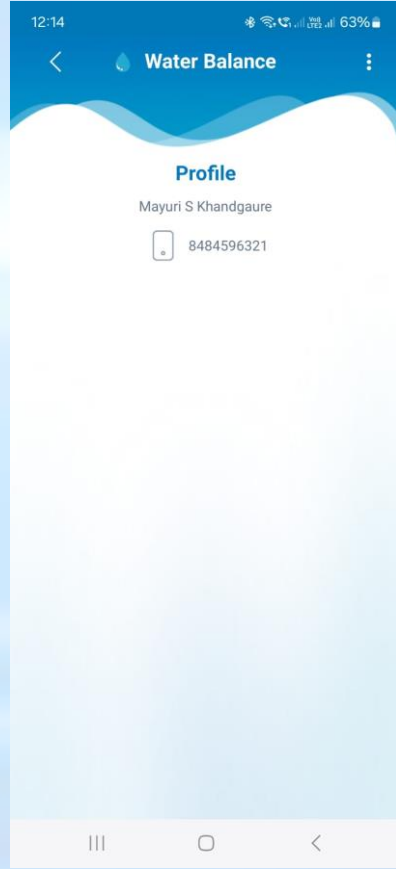 12:14 63%
Water Balance
Profile
Mayuri S Khandgaure
8484596321